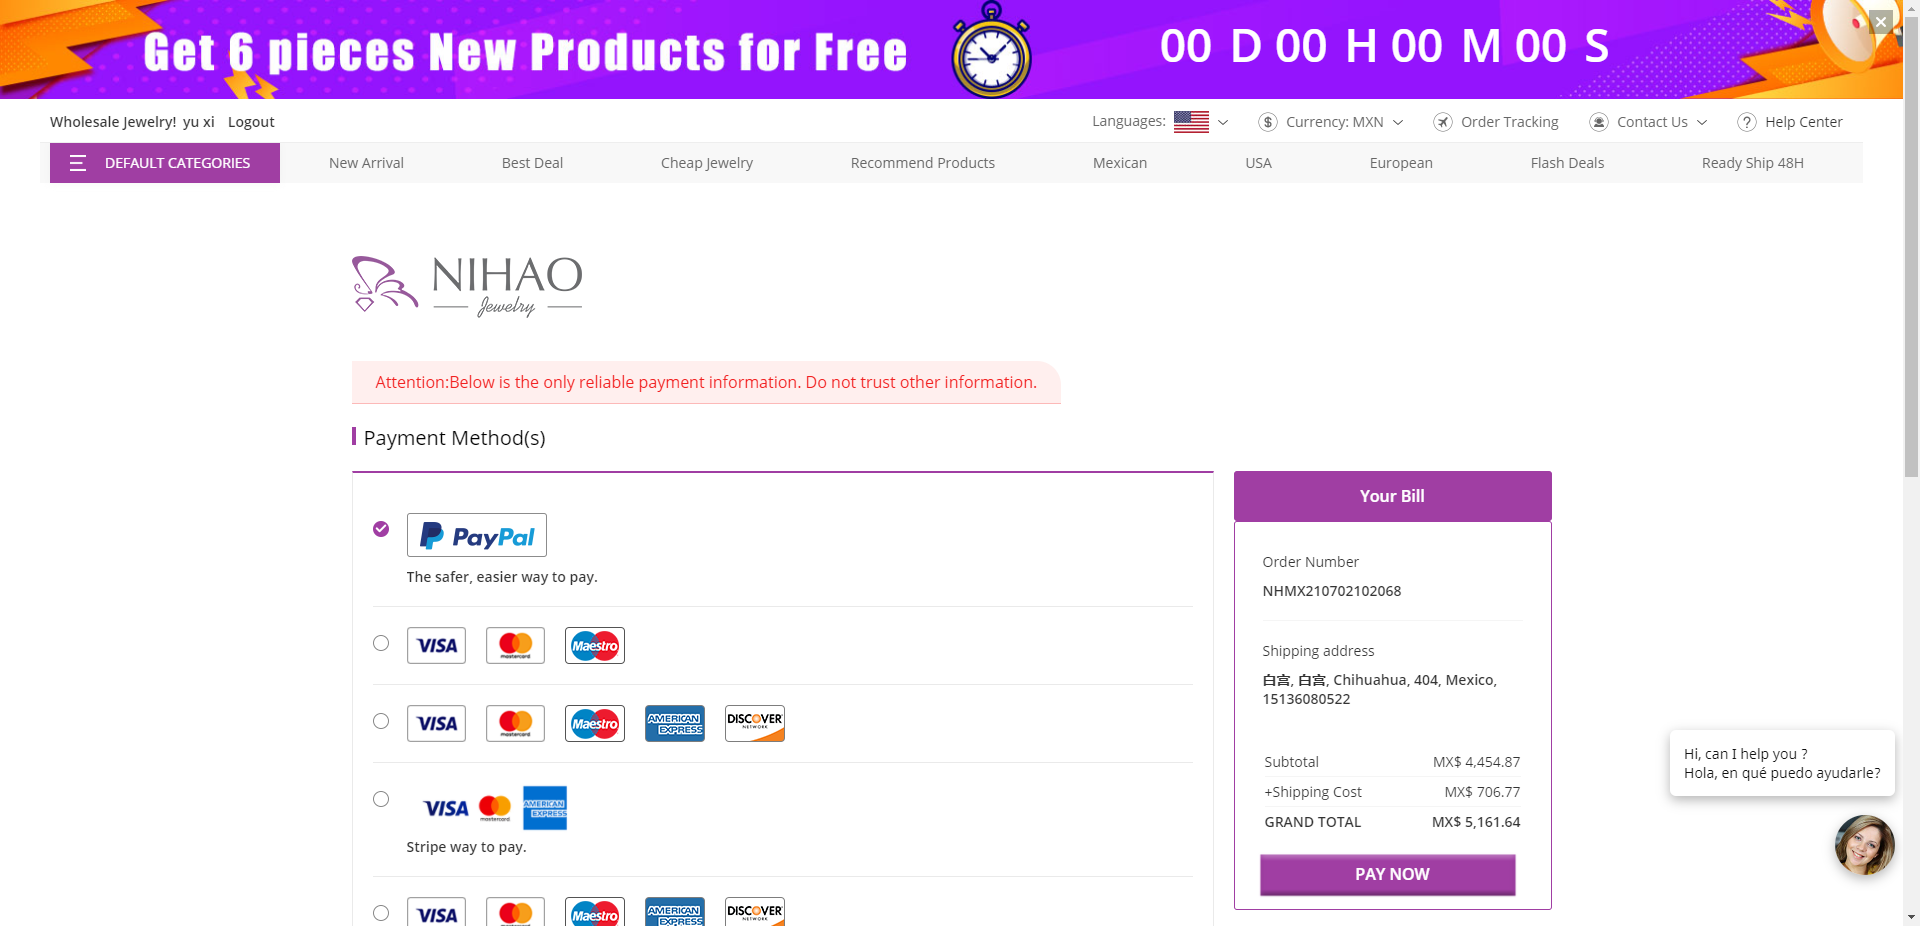 Get 6 pieces New Products for Free
00 D 00 H 00 M 00 S
Wholesale Jewelry! yu xi Logout
Languages:
Currency: MXN
Order Tracking
Contact Us
Help Center
DEFAULT CATEGORIES
New Arrival
Best Deal
Cheap Jewelry
Recommend Products
Mexican
USA
European
Flash Deals
Ready Ship 48H
NIHAO
Jewelry
Attention:Below is the only reliable payment information. Do not trust other information.
Payment Method(s)
PayPal
The safer, easier way to pay.
VISA mastercard Maestro
VISA mastercard Maestro AMERICAN EXPRESS DISCOVER NETWORK
VISA mastercard AMERICAN EXPRESS
Stripe way to pay.
VISA Maestro AMERICAN EXPRESS DISCOVER NETWORK
Your Bill
Order Number
NHMX210702102068
Shipping address
白宫, 白宫, Chihuahua, 404, Mexico,
15136080522
Subtotal MX$ 4,454.87
+Shipping Cost MX$ 706.77
GRAND TOTAL MX$ 5,161.64
PAY NOW
Hi, can I help you ?
Hola, en qué puedo ayudarle?